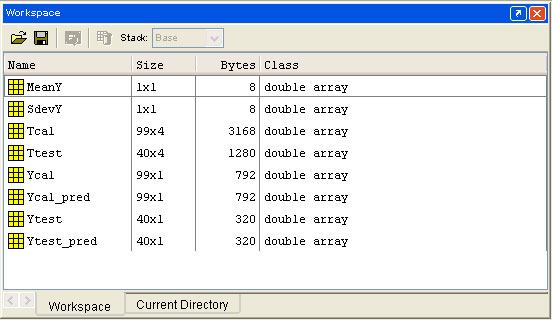 Workspace
Stack: Base
Name Size Bytes Class
MeanY 1x1 8 double array
SdevY 1x1 8 double array
Tcal 99x4 3168 double array
Ttest 40x4 1280 double array
Ycal 99x1 792 double array
Ycal_pred 99x1 792 double array
Ytest 40x1 320 double array
Ytest_pred 40x1 320 double array
Workspace Current Directory